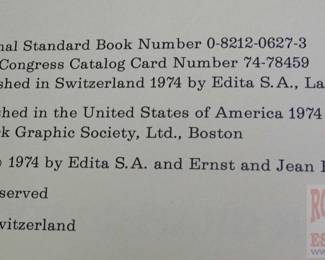 nal Standard Book Number 0-8212-0627-3
Congress Catalog Card Number 74-78459
shed in Switzerland 1974 by Edita S.A., La
shed in the United States of America 1974
k Graphic Society, Ltd., Boston
1974 by Edita S.A. and Ernst and Jean
served
witzerland